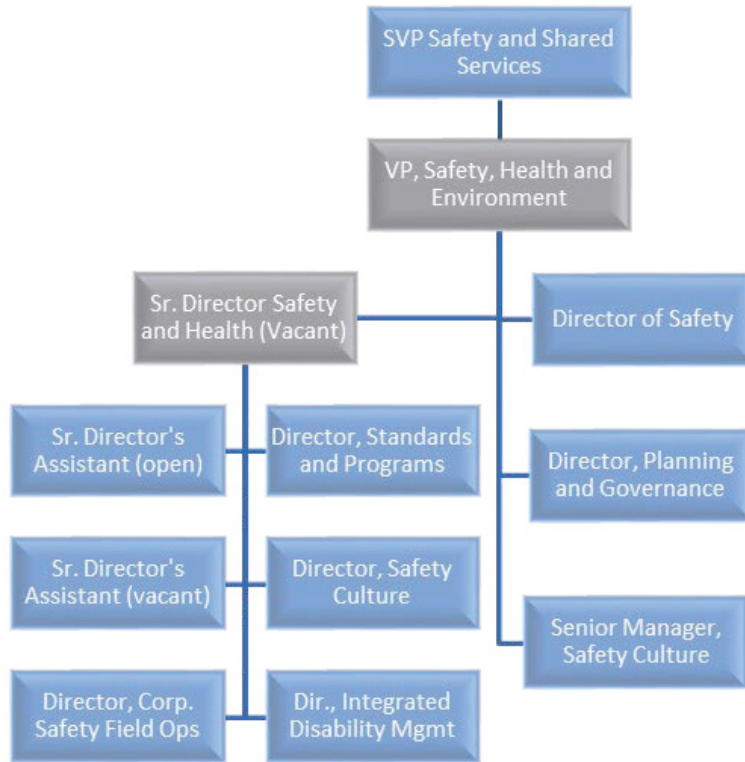 SVP Safety and Shared
Services
VP, Safety, Health and
Environment
Sr. Director Safety
and Health (Vacant)
Director of Safety
Sr. Director's
Assistant (open)
Director, Standards
and Programs
Director, Planning
and Governance
Sr. Director's
Assistant (vacant)
Director, Safety
Culture
Senior Manager,
Safety Culture
Director, Corp.
Safety Field Ops
Dir., Integrated
Disability Mgmt